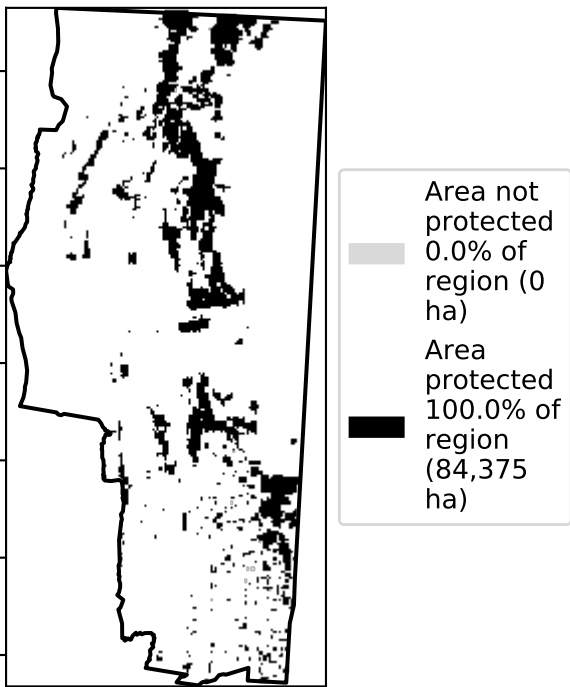 Area not
protected
0.0% of
region (0
ha)
Area
protected
100.0% of
region
(84,375
ha)